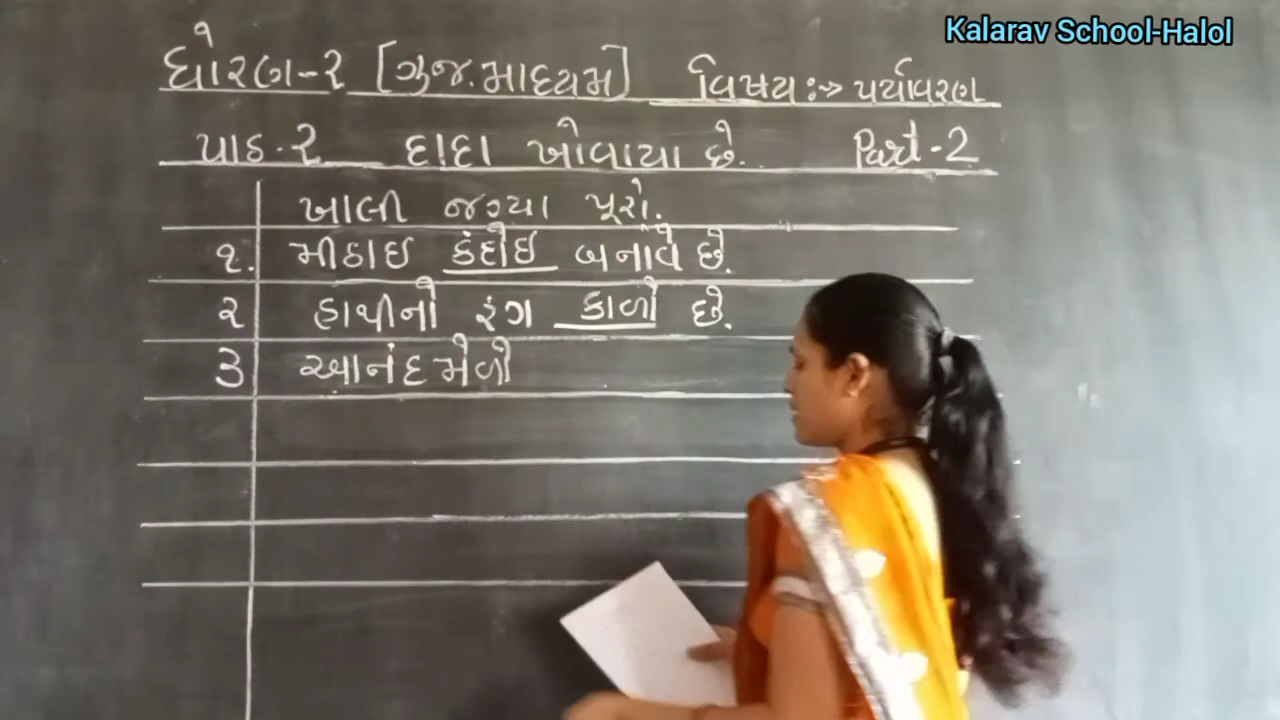 Kalarav School-Halol
ધોરણ-૨ [ગુજ.માધ્યમ] વિષય:-> પર્યાવરણ
પાઠ.૨ દાદા ખોવાયા છે. Part-2
ખાલી જગ્યા પૂરો.
૧. મીઠાઈ કંદોઈ બનાવે છે.
૨ હાથીનો રંગ કાળો છે.
૩ આનંદમેળો